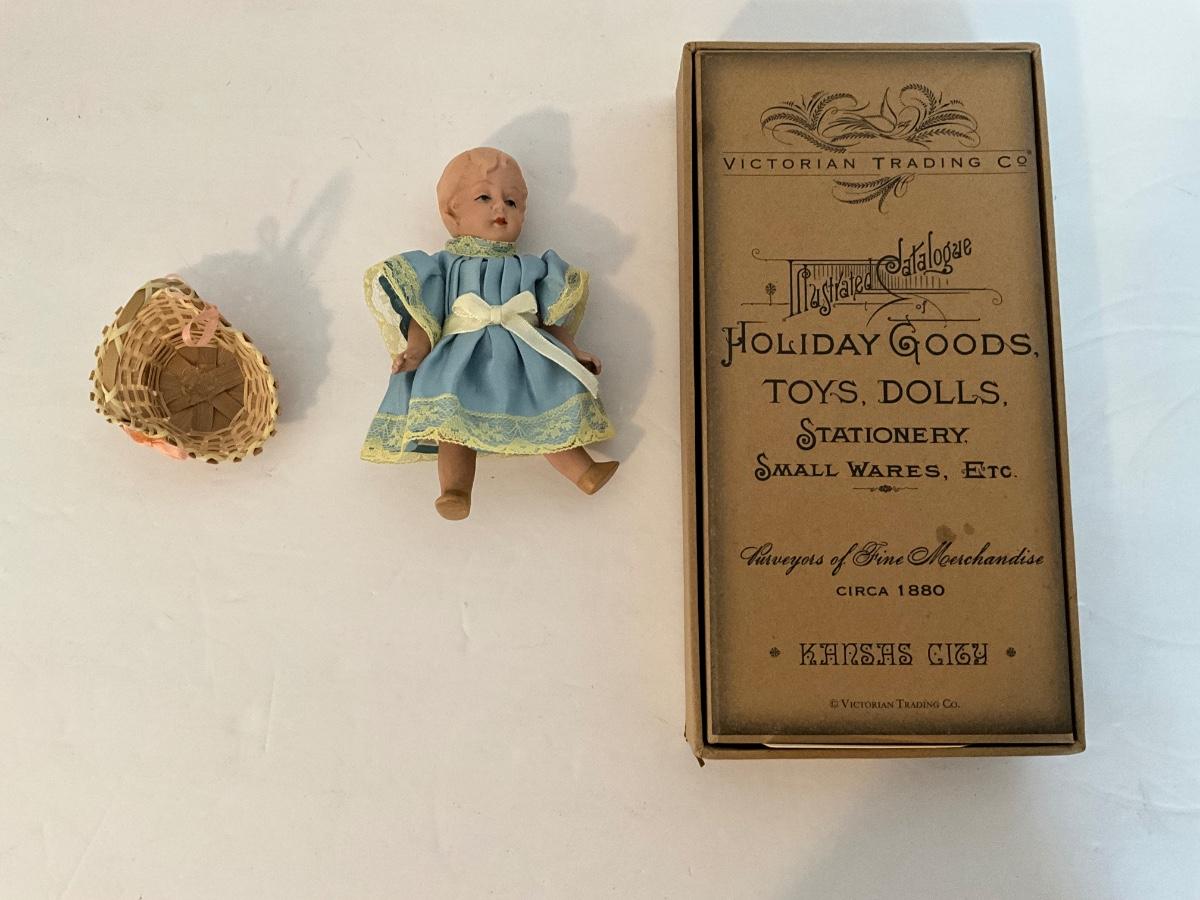 VICTORIAN TRADING CO®
Illustrated Catalogue
of
HOLIDAY GOODS,
TOYS, DOLLS,
STATIONERY,
SMALL WARES, ETC.
Purveyors of Fine Merchandise
CIRCA 1880
KANSAS CITY
© VICTORIAN TRADING CO.